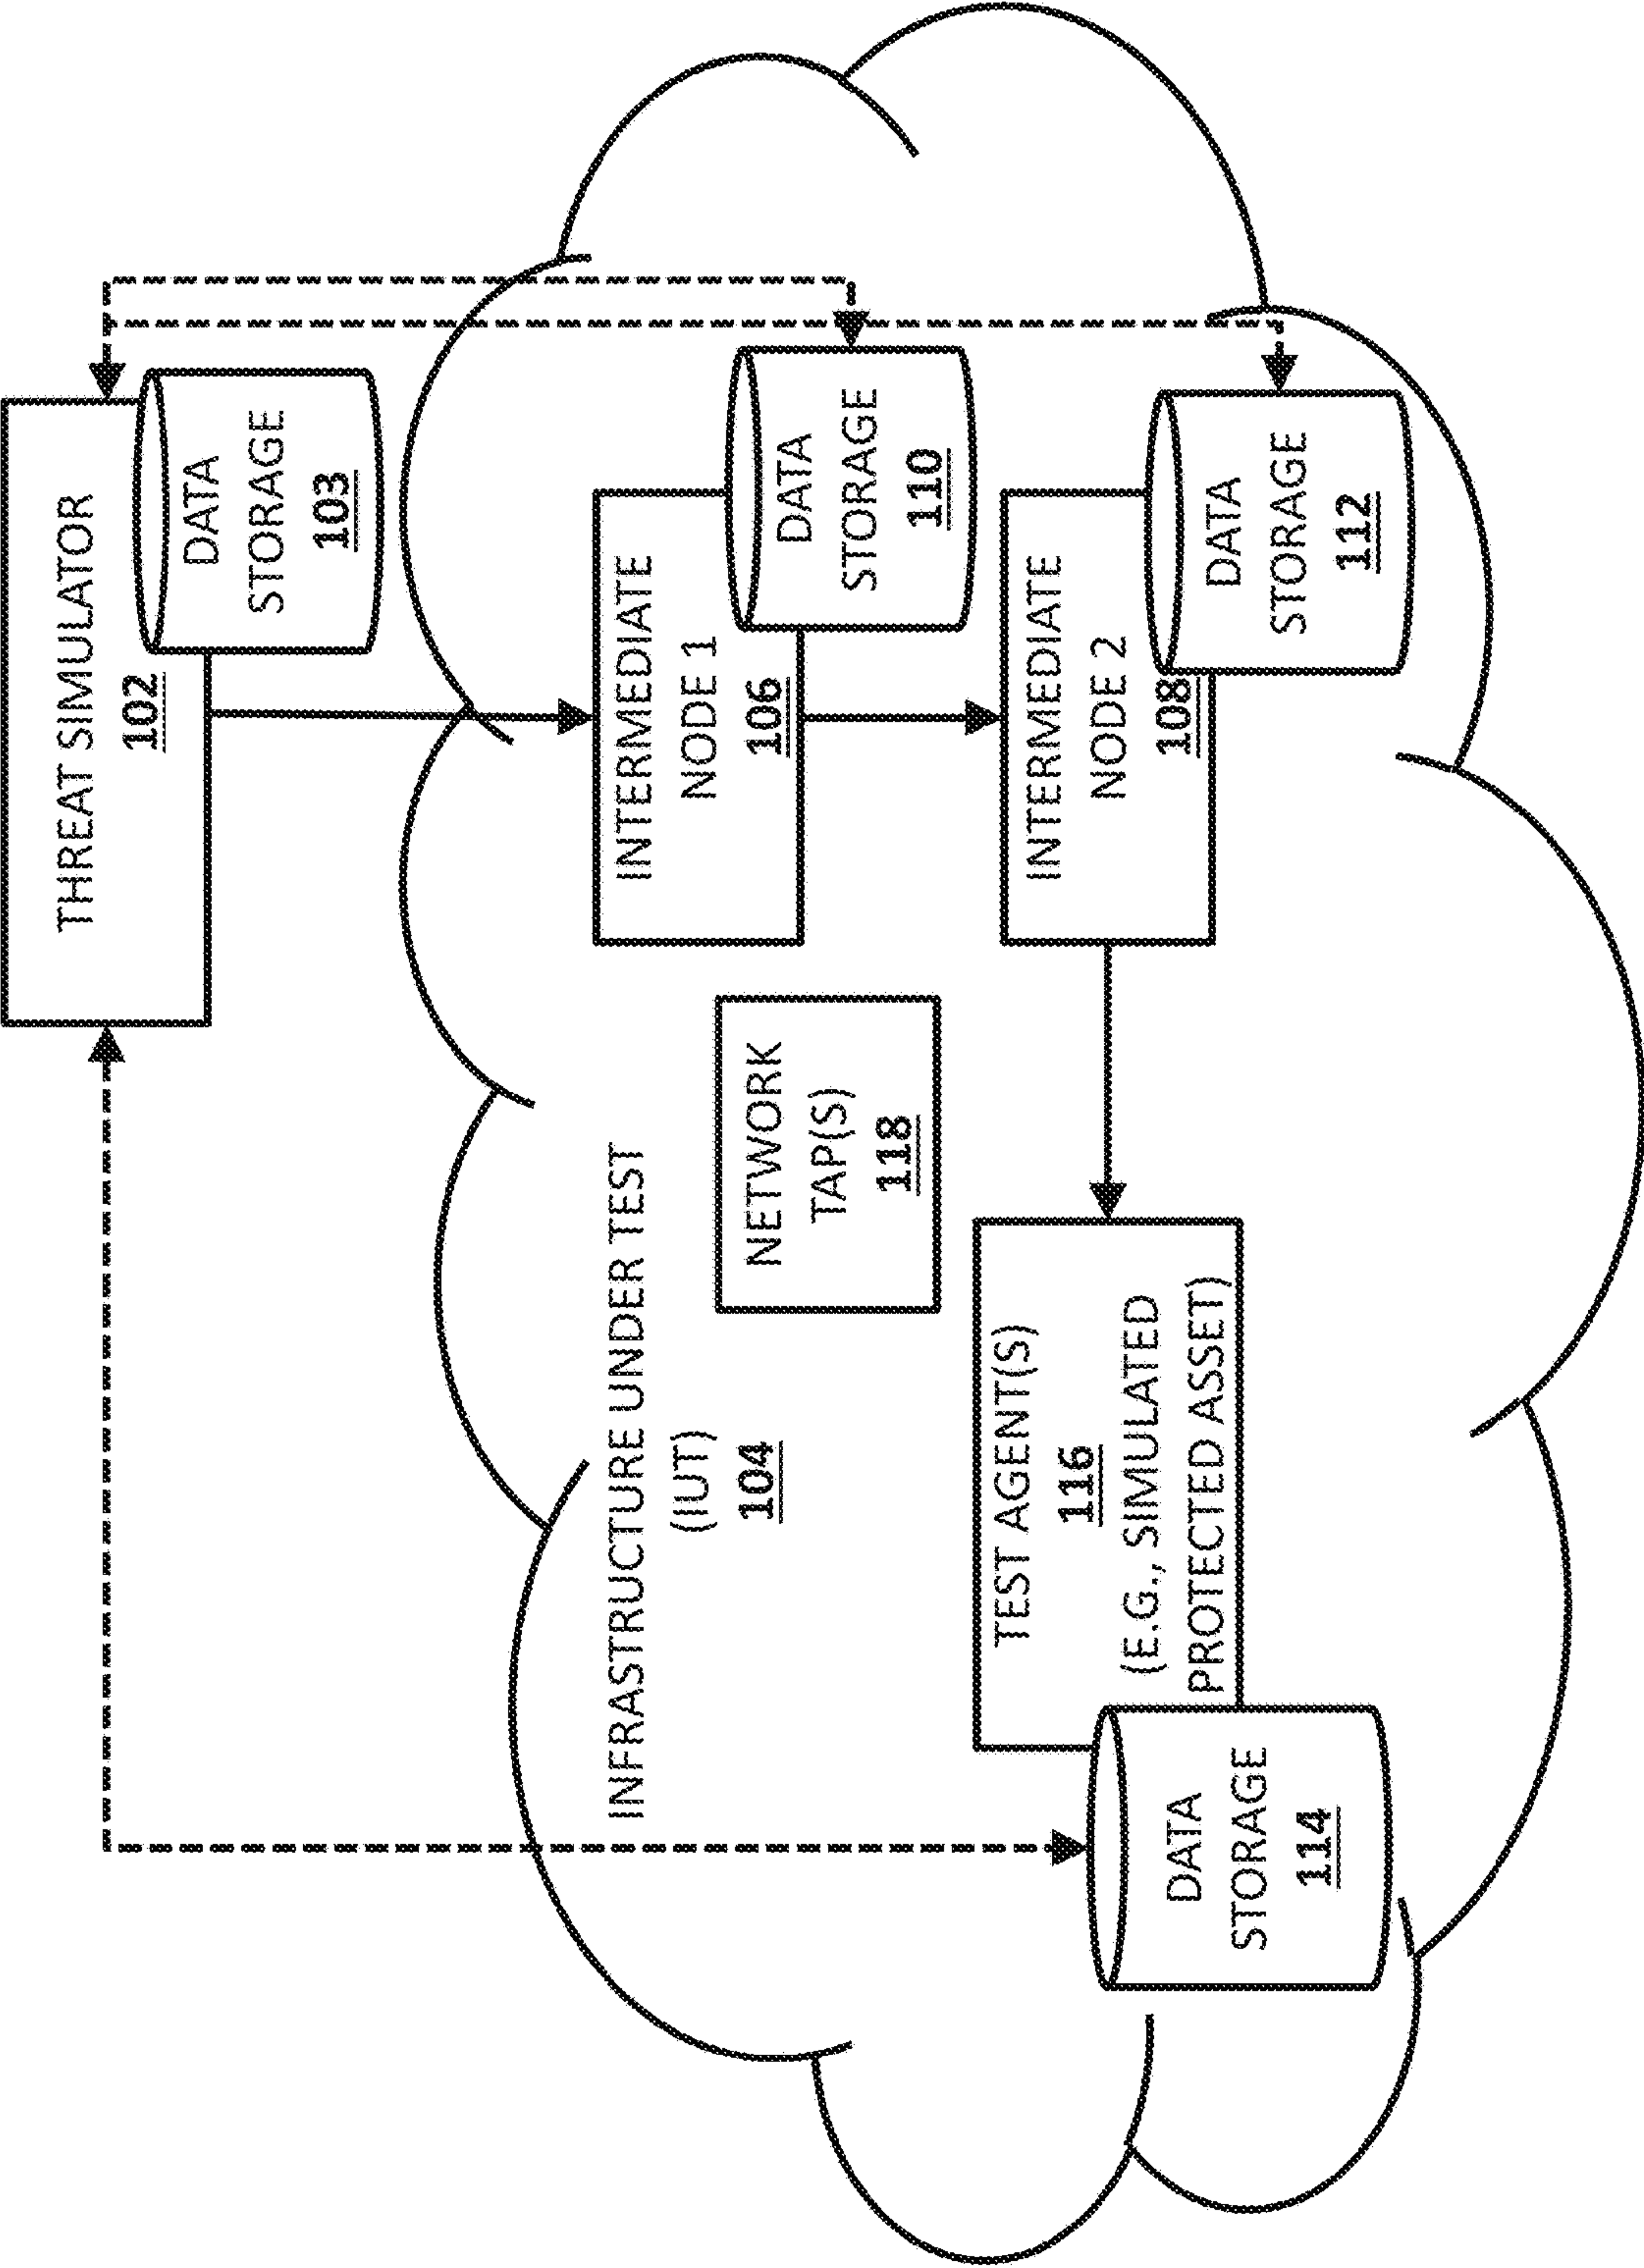 THREAT SIMULATOR
102
DATA
STORAGE
103
INFRASTRUCTURE UNDER TEST
(IUT)
104
INTERMEDIATE
NODE 1
106
DATA
STORAGE
110
NETWORK
TAP(S)
118
TEST AGENT(S)
116
(E.G., SIMULATED
PROTECTED ASSET)
DATA
STORAGE
114
INTERMEDIATE
NODE 2
108
DATA
STORAGE
112